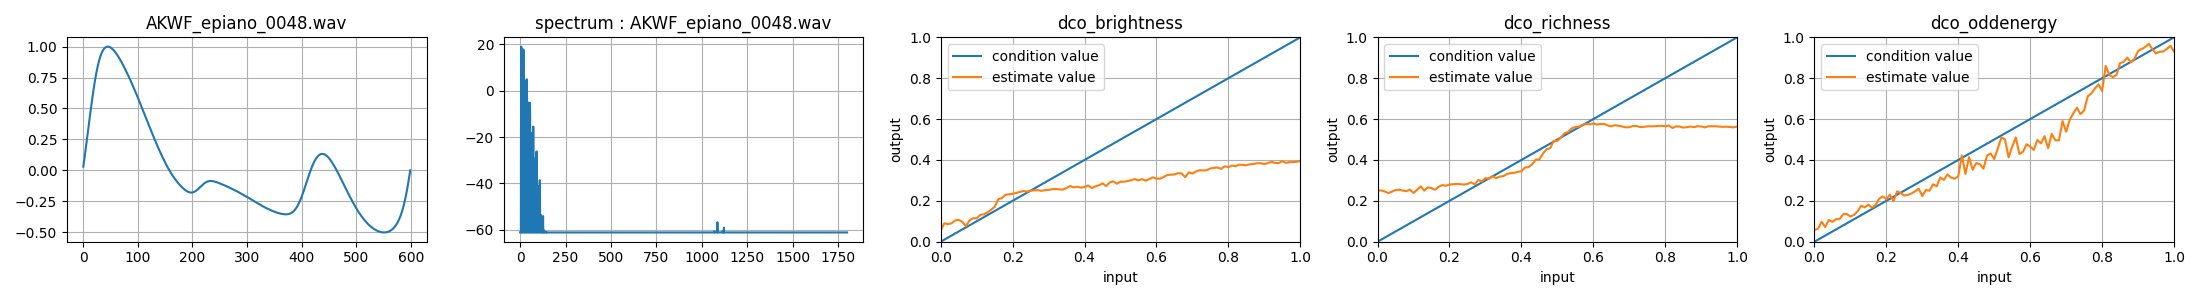 AKWF_epiano_0048.wav
1.00
0.75
0.50
0.25
0.00
−0.25
−0.50
0 100 200 300 400 500 600
spectrum : AKWF_epiano_0048.wav
20
0
−20
−40
−60
0 250 500 750 1000 1250 1500 1750
dco_brightness
condition value
estimate value
output
1.0
0.8
0.6
0.4
0.2
0.0
0.0 0.2 0.4 0.6 0.8 1.0
input
dco_richness
condition value
estimate value
output
1.0
0.8
0.6
0.4
0.2
0.0
0.0 0.2 0.4 0.6 0.8 1.0
input
dco_oddenergy
condition value
estimate value
output
1.0
0.8
0.6
0.4
0.2
0.0
0.0 0.2 0.4 0.6 0.8 1.0
input